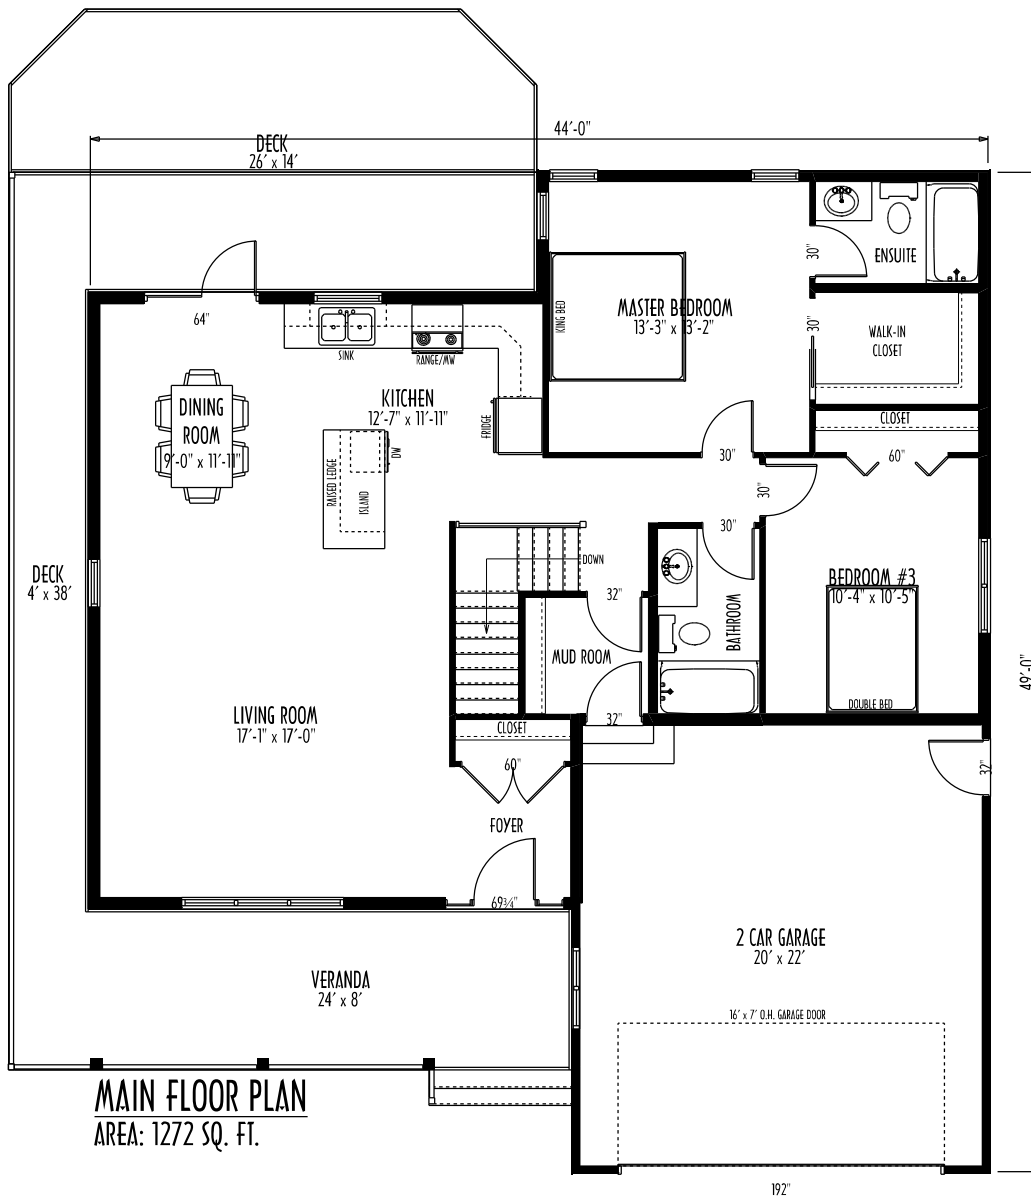 44'-0"
DECK
26' x 14'
30"
ENSUITE
64"
KING BED
MASTER BEDROOM
13'-3" x 13'-2"
30"
WALK-IN
CLOSET
SINK
RANGE/MW
DINING
ROOM
9'-0" x 11'-11"
KITCHEN
12'-7" x 11'-11"
FRIDGE
CLOSET
DW
RAISED LEDGE
ISLAND
30"
60"
30"
30"
DOWN
DECK
4' x 38'
32"
BATHROOM
BEDROOM #3
10'-4" x 10'-5"
MUD ROOM
49'-0"
DOUBLE BED
LIVING ROOM
17'-1" x 17'-0"
CLOSET
32"
60"
32"
FOYER
69¾"
2 CAR GARAGE
20' x 22'
VERANDA
24' x 8'
16' x 7' O.H. GARAGE DOOR
MAIN FLOOR PLAN
AREA: 1272 SQ. FT.
192"